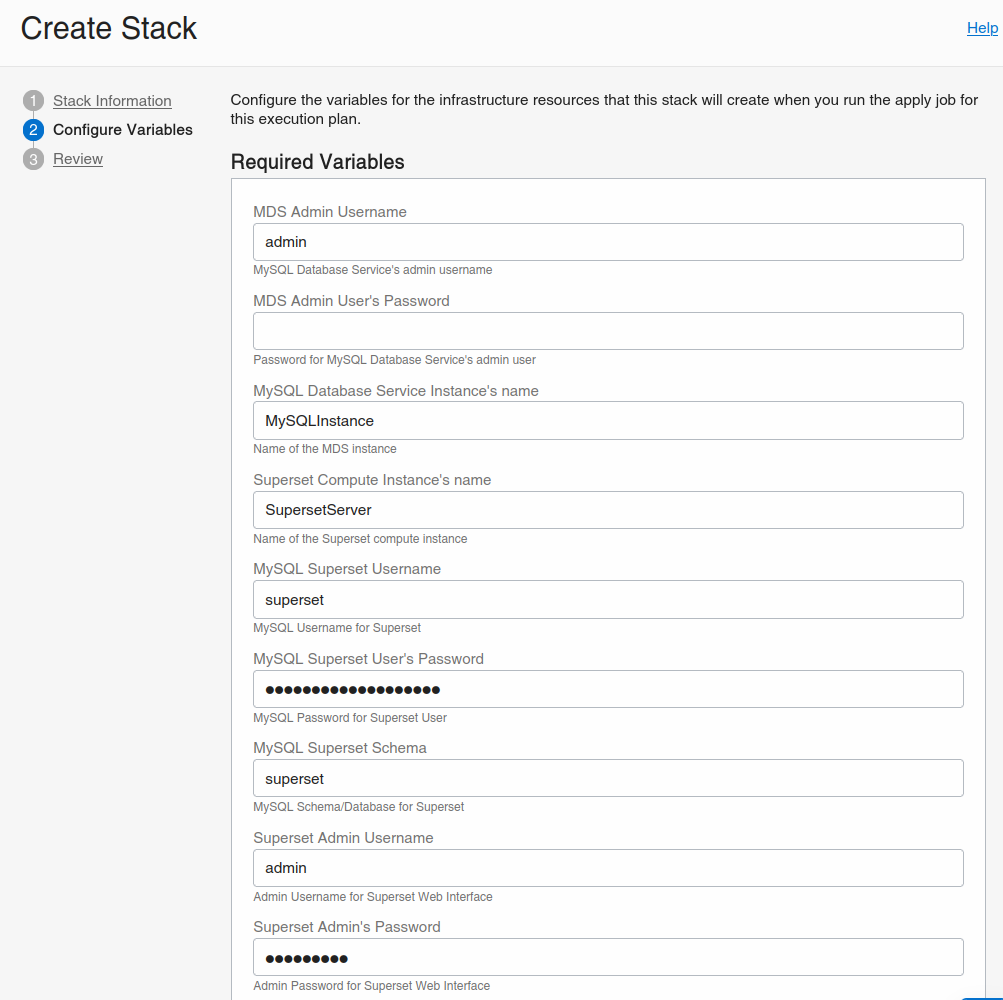 Create Stack
Help
1 Stack Information
2 Configure Variables
3 Review
Configure the variables for the infrastructure resources that this stack will create when you run the apply job for
this execution plan.
Required Variables
MDS Admin Username
admin
MySQL Database Service's admin username
MDS Admin User's Password
Password for MySQL Database Service's admin user
MySQL Database Service Instance's name
MySQLInstance
Name of the MDS instance
Superset Compute Instance's name
SupersetServer
Name of the Superset compute instance
MySQL Superset Username
superset
MySQL Username for Superset
MySQL Superset User's Password
●●●●●●●●●●●●●●●●●●●
MySQL Password for Superset User
MySQL Superset Schema
superset
MySQL Schema/Database for Superset
Superset Admin Username
admin
Admin Username for Superset Web Interface
Superset Admin's Password
●●●●●●●●●
Admin Password for Superset Web Interface